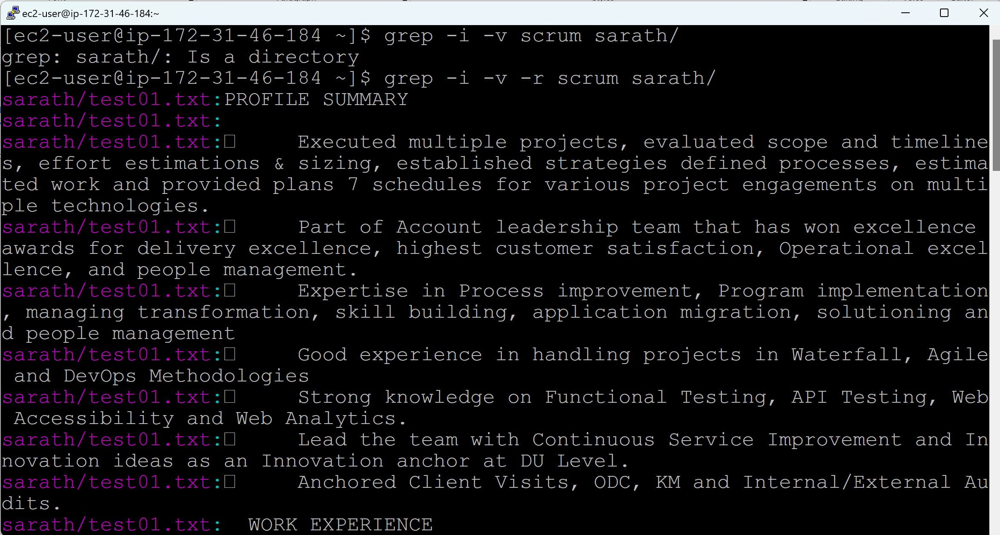 ec2-user@ip-172-31-46-184:~
[ec2-user@ip-172-31-46-184 ~]$ grep -i -v scrum sarath/
grep: sarath/: Is a directory
[ec2-user@ip-172-31-46-184 ~]$ grep -i -v -r scrum sarath/
sarath/test01.txt:PROFILE SUMMARY
sarath/test01.txt:
sarath/test01.txt:□     Executed multiple projects, evaluated scope and timeline
s, effort estimations & sizing, established strategies defined processes, estima
ted work and provided plans 7 schedules for various project engagements on multi
ple technologies.
sarath/test01.txt:□     Part of Account leadership team that has won excellence
awards for delivery excellence, highest customer satisfaction, Operational excel
lence, and people management.
sarath/test01.txt:□     Expertise in Process improvement, Program implementation
, managing transformation, skill building, application migration, solutioning an
d people management
sarath/test01.txt:□     Good experience in handling projects in Waterfall, Agile
 and DevOps Methodologies
sarath/test01.txt:□     Strong knowledge on Functional Testing, API Testing, Web
 Accessibility and Web Analytics.
sarath/test01.txt:□     Lead the team with Continuous Service Improvement and In
novation ideas as an Innovation anchor at DU Level.
sarath/test01.txt:□     Anchored Client Visits, ODC, KM and Internal/External Au
dits.
sarath/test01.txt:  WORK EXPERIENCE